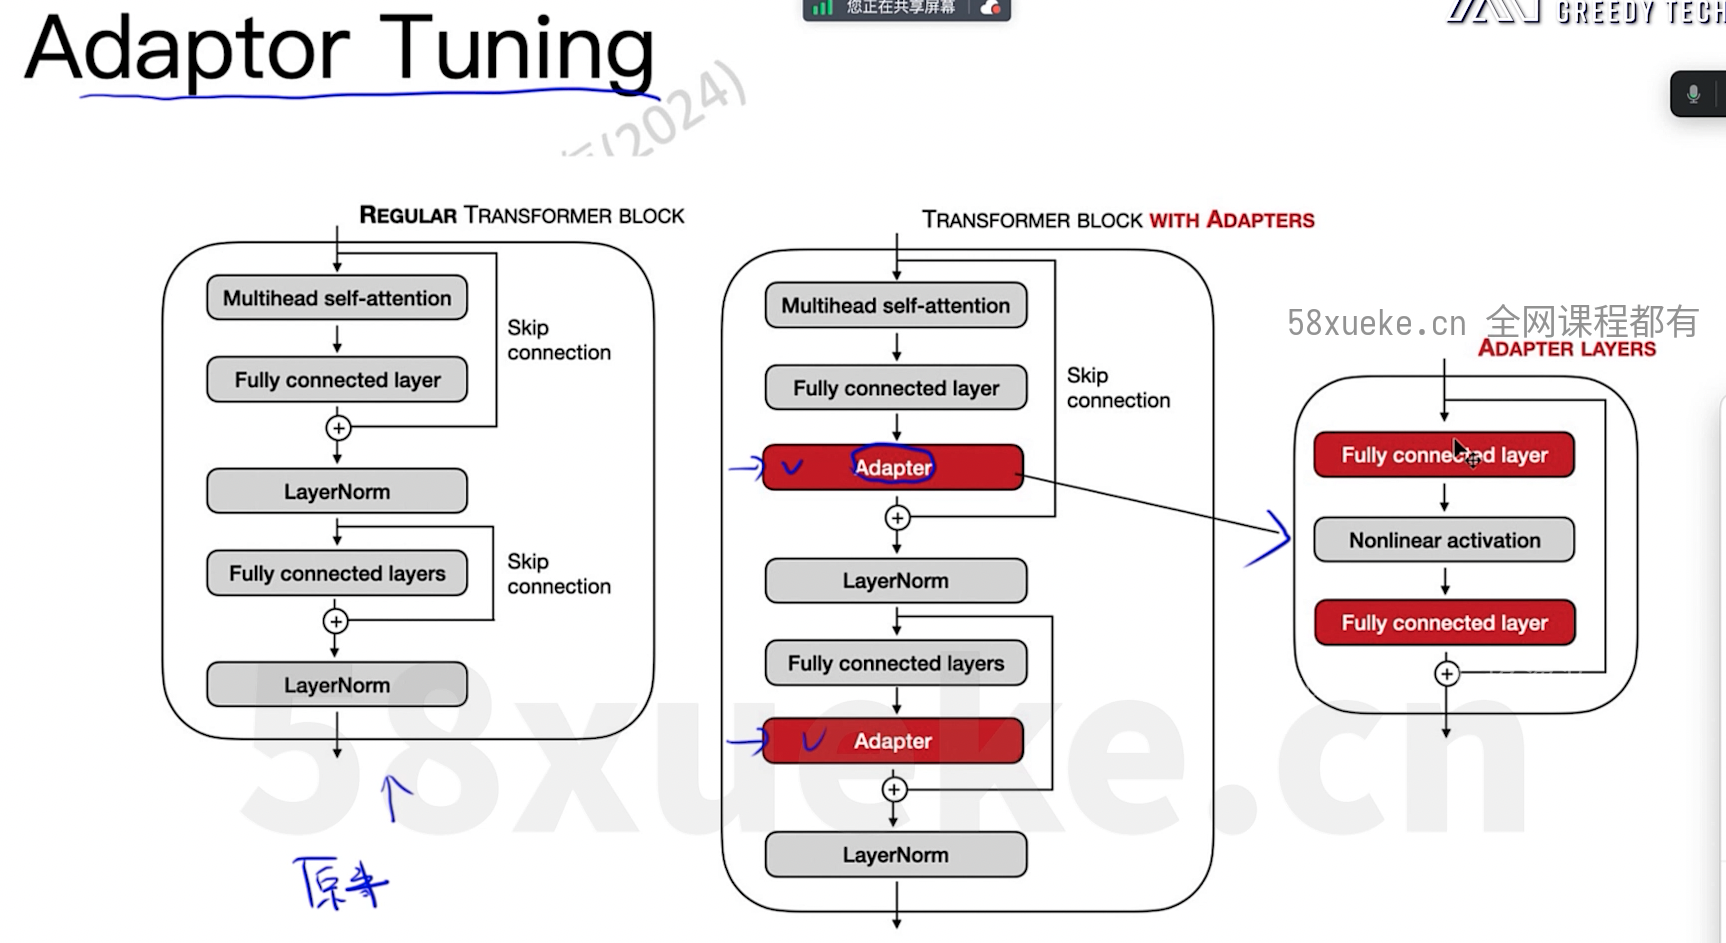 您正在共享屏幕
GREEDY TECH
Adaptor Tuning
(2024)
REGULAR TRANSFORMER BLOCK
Multihead self-attention
Fully connected layer
Skip
connection
LayerNorm
Fully connected layers
Skip
connection
LayerNorm
原来
TRANSFORMER BLOCK WITH ADAPTERS
Multihead self-attention
Fully connected layer
Skip
connection
Adapter
LayerNorm
Fully connected layers
Adapter
LayerNorm
58xueke.cn 全网课程都有
ADAPTER LAYERS
Fully connected layer
Nonlinear activation
Fully connected layer
58xueke.cn